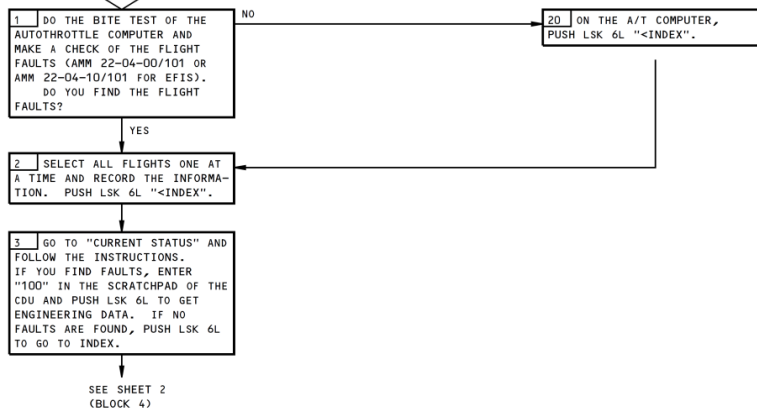 1 DO THE BITE TEST OF THE
AUTOTHROTTLE COMPUTER AND
MAKE A CHECK OF THE FLIGHT
FAULTS (AMM 22-04-00/101 OR
AMM 22-04-10/101 FOR EFIS).
DO YOU FIND THE FLIGHT
FAULTS?
NO
20 ON THE A/T COMPUTER,
PUSH LSK 6L "<INDEX".
YES
2 SELECT ALL FLIGHTS ONE AT
A TIME AND RECORD THE INFORMA-
TION. PUSH LSK 6L "<INDEX".
3 GO TO "CURRENT STATUS" AND
FOLLOW THE INSTRUCTIONS.
IF YOU FIND FAULTS, ENTER
"100" IN THE SCRATCHPAD OF THE
CDU AND PUSH LSK 6L TO GET
ENGINEERING DATA. IF NO
FAULTS ARE FOUND, PUSH LSK 6L
TO GO TO INDEX.
SEE SHEET 2
(BLOCK 4)